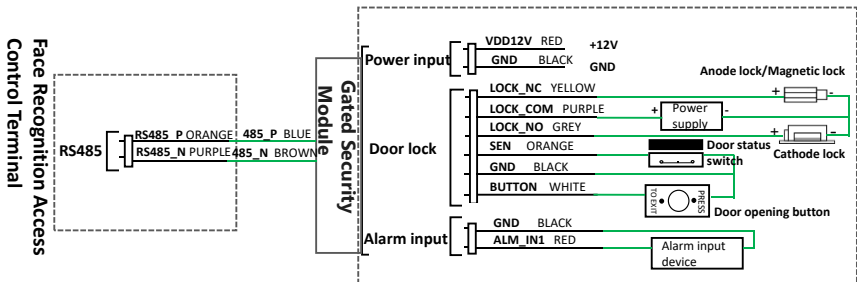 Face Recognition Access
Control Terminal
RS485
RS485_P ORANGE
RS485_N PURPLE
485_P BLUE
485_N BROWN
Gated Security
Module
Power input
VDD12V RED +12V
GND BLACK GND
Door lock
LOCK_NC YELLOW
LOCK_COM PURPLE
LOCK_NO GREY
SEN ORANGE
GND BLACK
BUTTON WHITE
Anode lock/Magnetic lock
+ -
+ Power -
supply
+ -
Cathode lock
Door status
switch
PRESS
TO EXIT
Door opening button
Alarm input
GND BLACK
ALM_IN1 RED
Alarm input
device